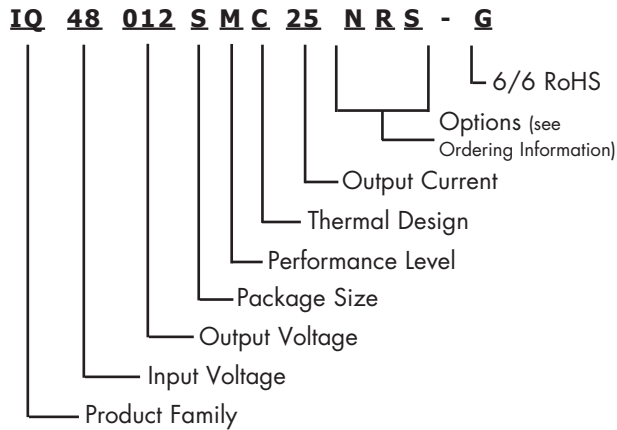 IQ 48 012 S M C 25 N R S - G
6/6 RoHS
Options (see
Ordering Information)
Output Current
Thermal Design
Performance Level
Package Size
Output Voltage
Input Voltage
Product Family